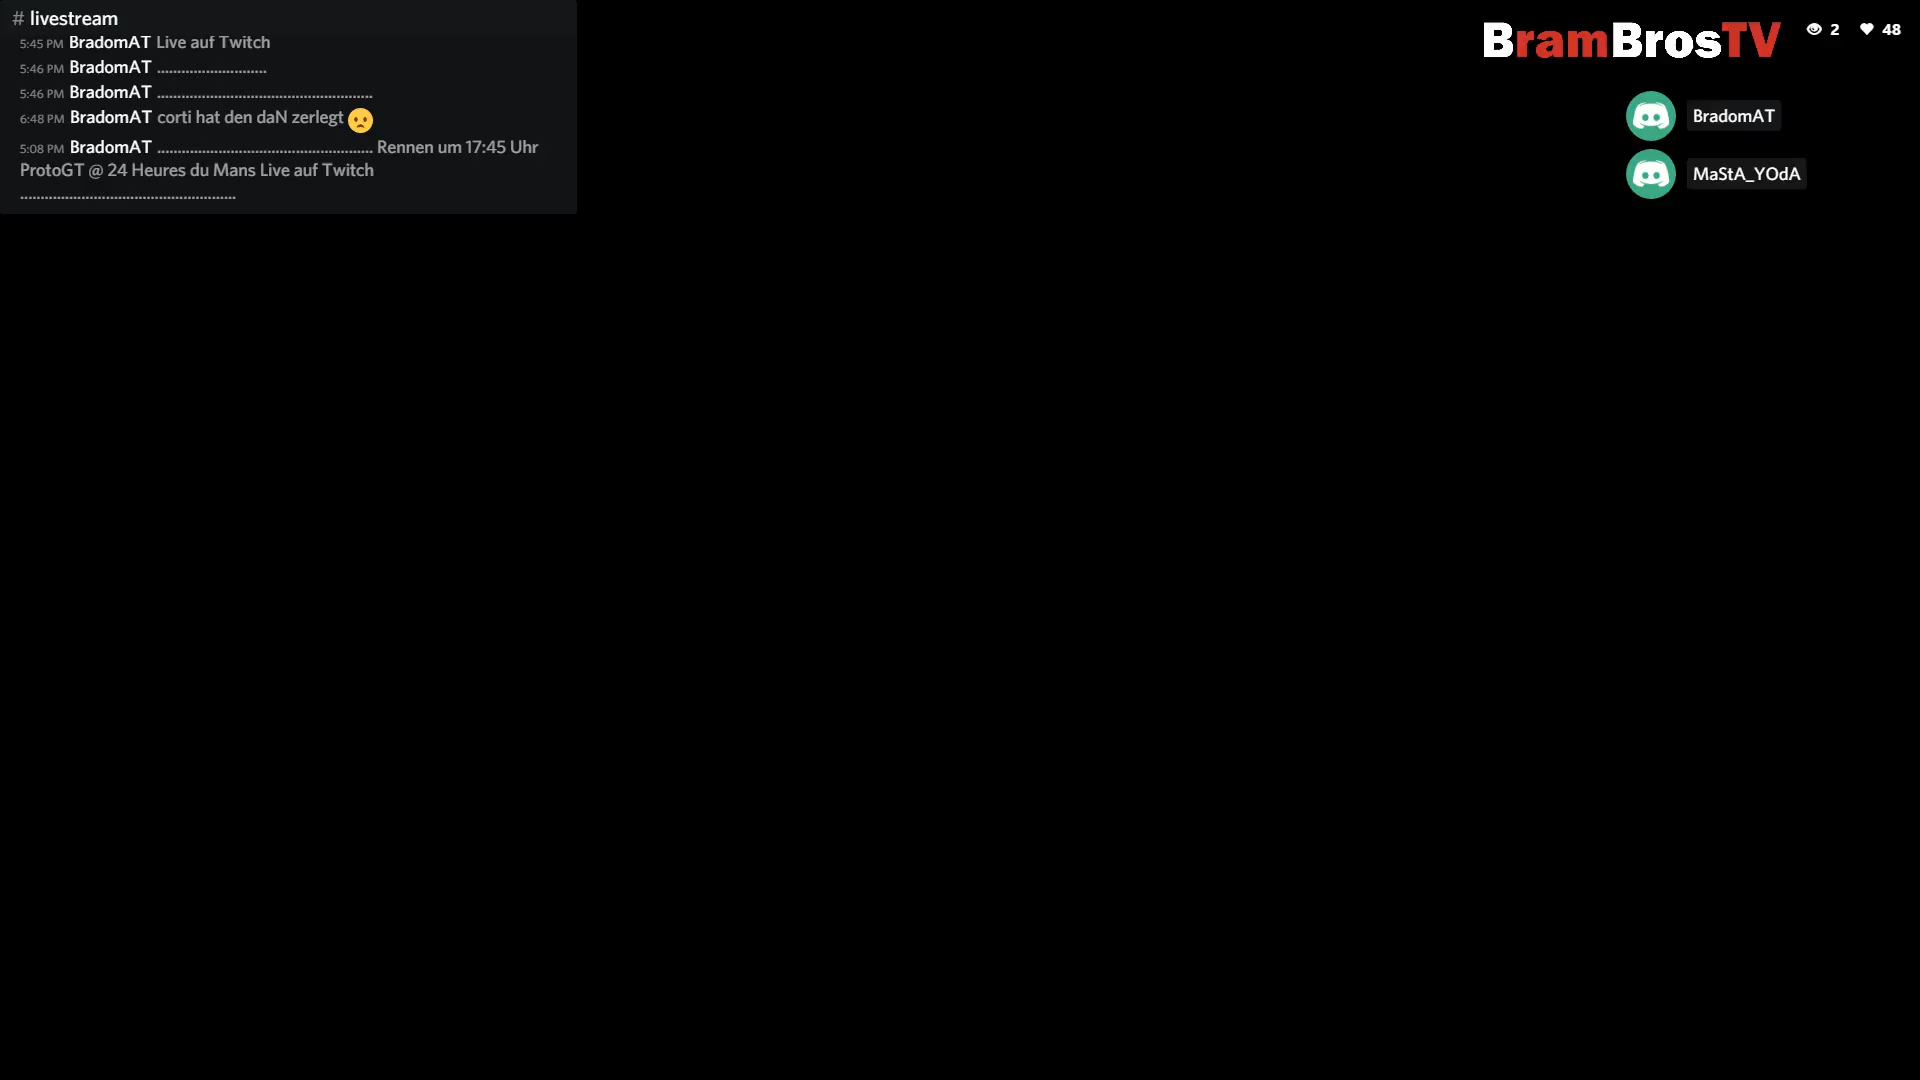 # livestream
5:45 PM BradomAT Live auf Twitch
5:46 PM BradomAT ...........................
5:46 PM BradomAT .....................................................
6:48 PM BradomAT corti hat den daN zerlegt
5:08 PM BradomAT ..................................................... Rennen um 17:45 Uhr
ProtoGT @ 24 Heures du Mans Live auf Twitch
.....................................................
BramBrosTV
2
48
BradomAT
MaStA_YOdA